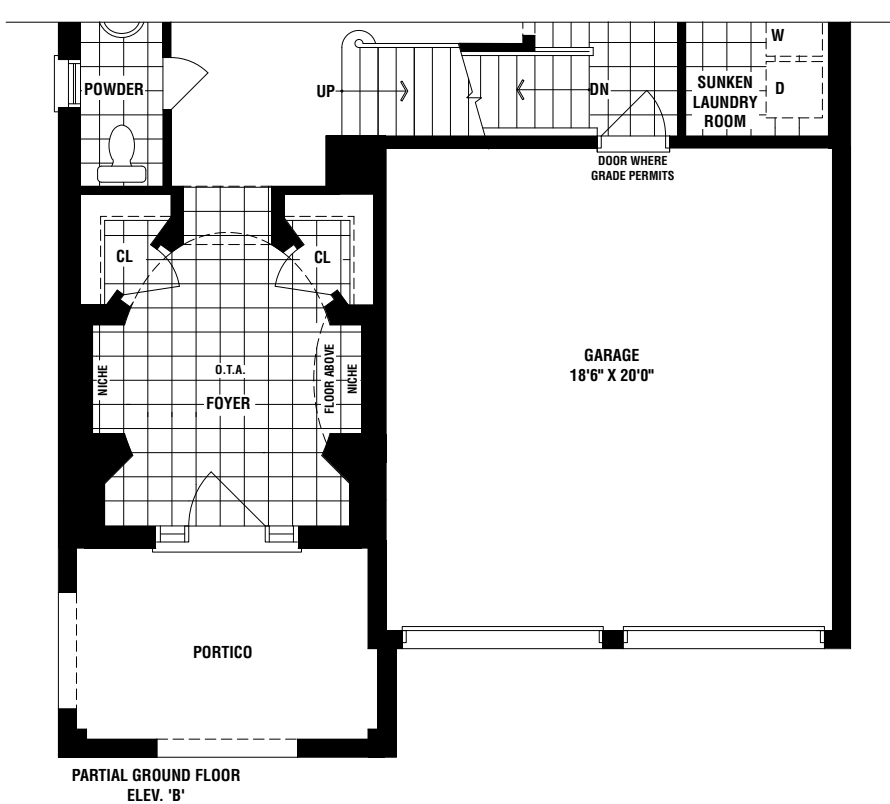 POWDER
UP
DN
W
D
SUNKEN
LAUNDRY
ROOM
DOOR WHERE
GRADE PERMITS
CL
CL
NICHE
O.T.A.
FOYER
FLOOR ABOVE
NICHE
GARAGE
18'6" X 20'0"
PORTICO
PARTIAL GROUND FLOOR
ELEV. 'B'